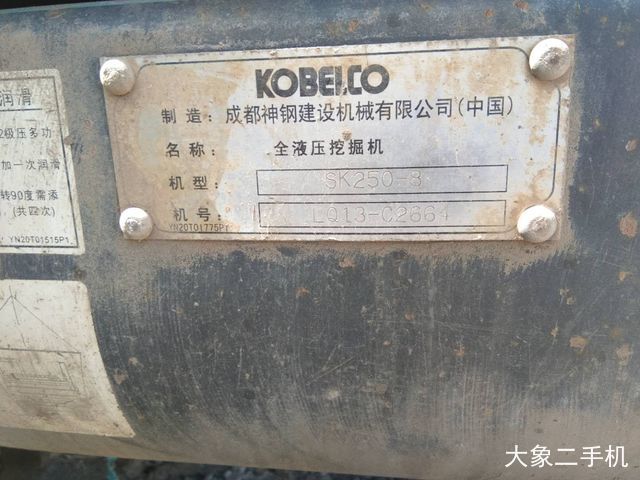 KOBELCO
制造：成都神钢建设机械有限公司(中国)
名称：全液压挖掘机
机型：SK250-8
机号：LQ13-C2664
YN20T01775P1
润滑
2级压多功
加一次润滑
转90度需添
(共四次)
YN20T01515P1
大象二手机